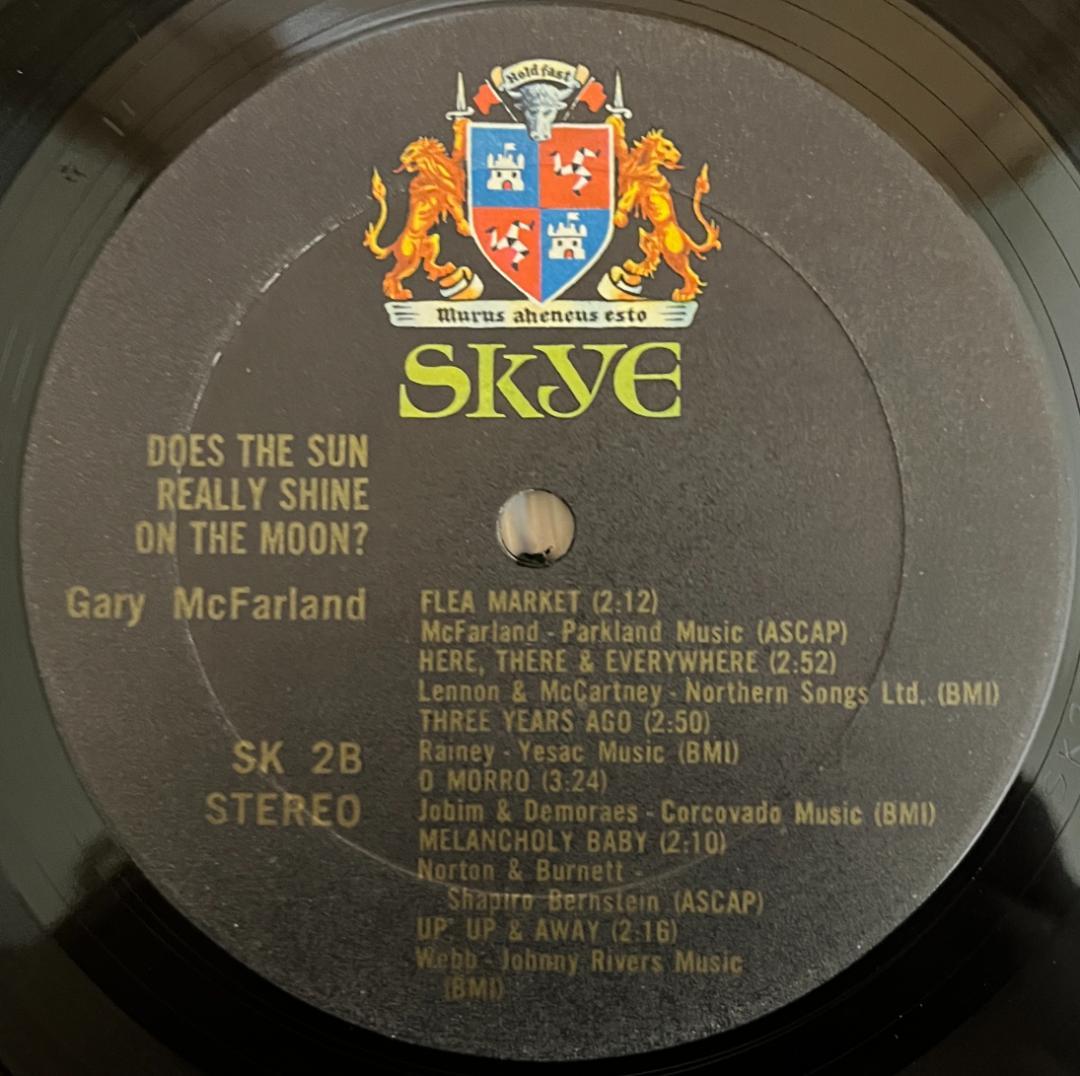 Hold fast
Murus aheneus esto
SKYE
DOES THE SUN
REALLY SHINE
ON THE MOON?
Gary McFarland
SK 2B
STEREO
FLEA MARKET (2:12)
McFarland - Parkland Music (ASCAP)
HERE, THERE & EVERYWHERE (2:52)
Lennon & McCartney - Northern Songs Ltd. (BMI)
THREE YEARS AGO (2:50)
Rainey - Yesac Music (BMI)
O MORRO (3:24)
Jobim & Demoraes - Corcovado Music (BMI)
MELANCHOLY BABY (2:10)
Norton & Burnett -
Shapiro Bernstein (ASCAP)
UP, UP & AWAY (2:16)
Webb - Johnny Rivers Music
(BMI)